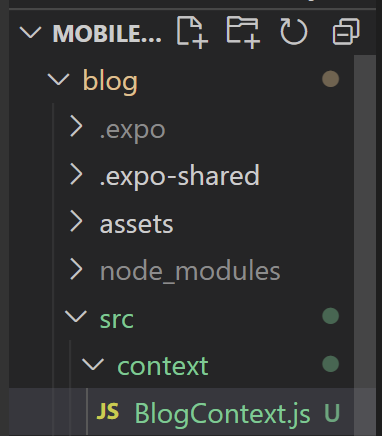 MOBILE...
blog
.expo
.expo-shared
assets
node_modules
src
context
JS BlogContext.js U